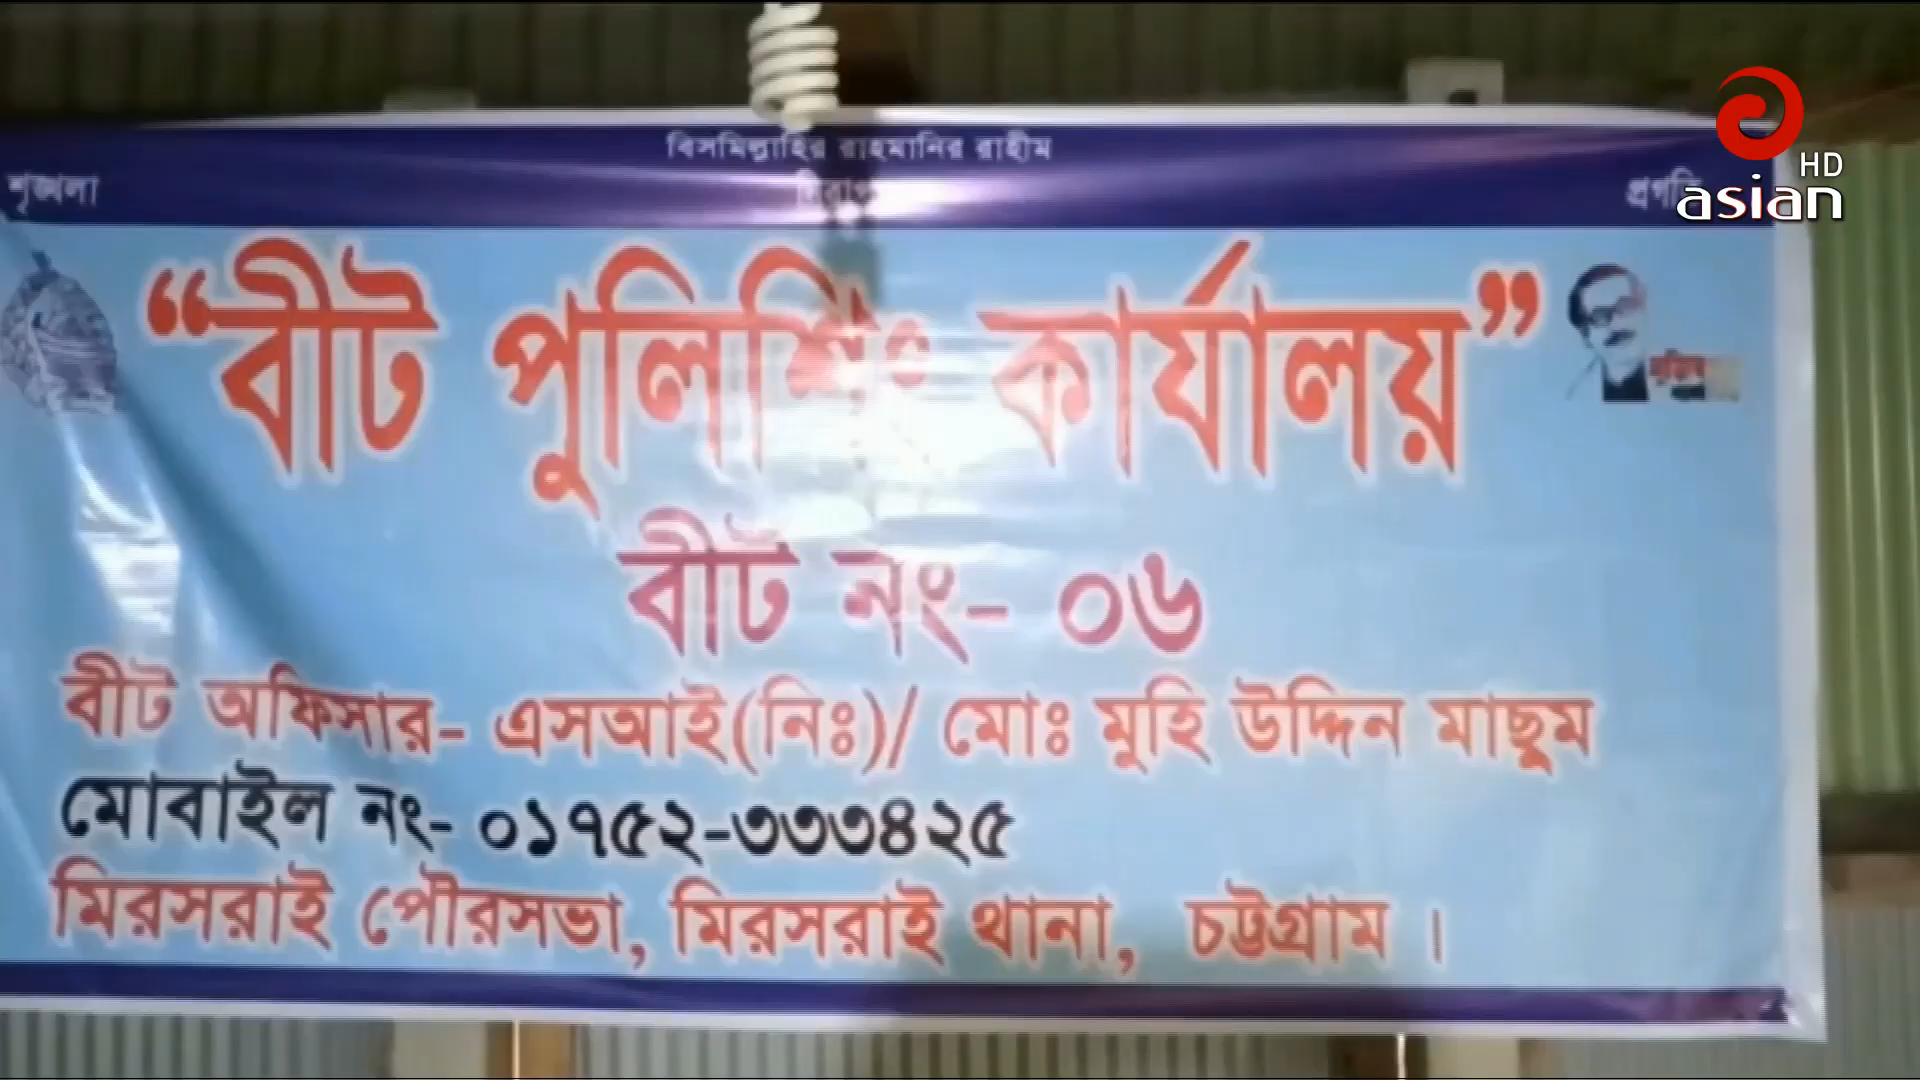 বিসমিল্লাহির রাহমানির রাহীম
শৃঙ্খলা
HD
asian
“বীট পুলিশিং কার্যালয়”
বীট নং- ০৬
বীট অফিসার- এসআই(নিঃ)/ মোঃ মুহি উদ্দিন মাছুম
মোবাইল নং- ০১৭৫২-৩৩৩৪২৫
মিরসরাই পৌরসভা, মিরসরাই থানা, চট্টগ্রাম ।